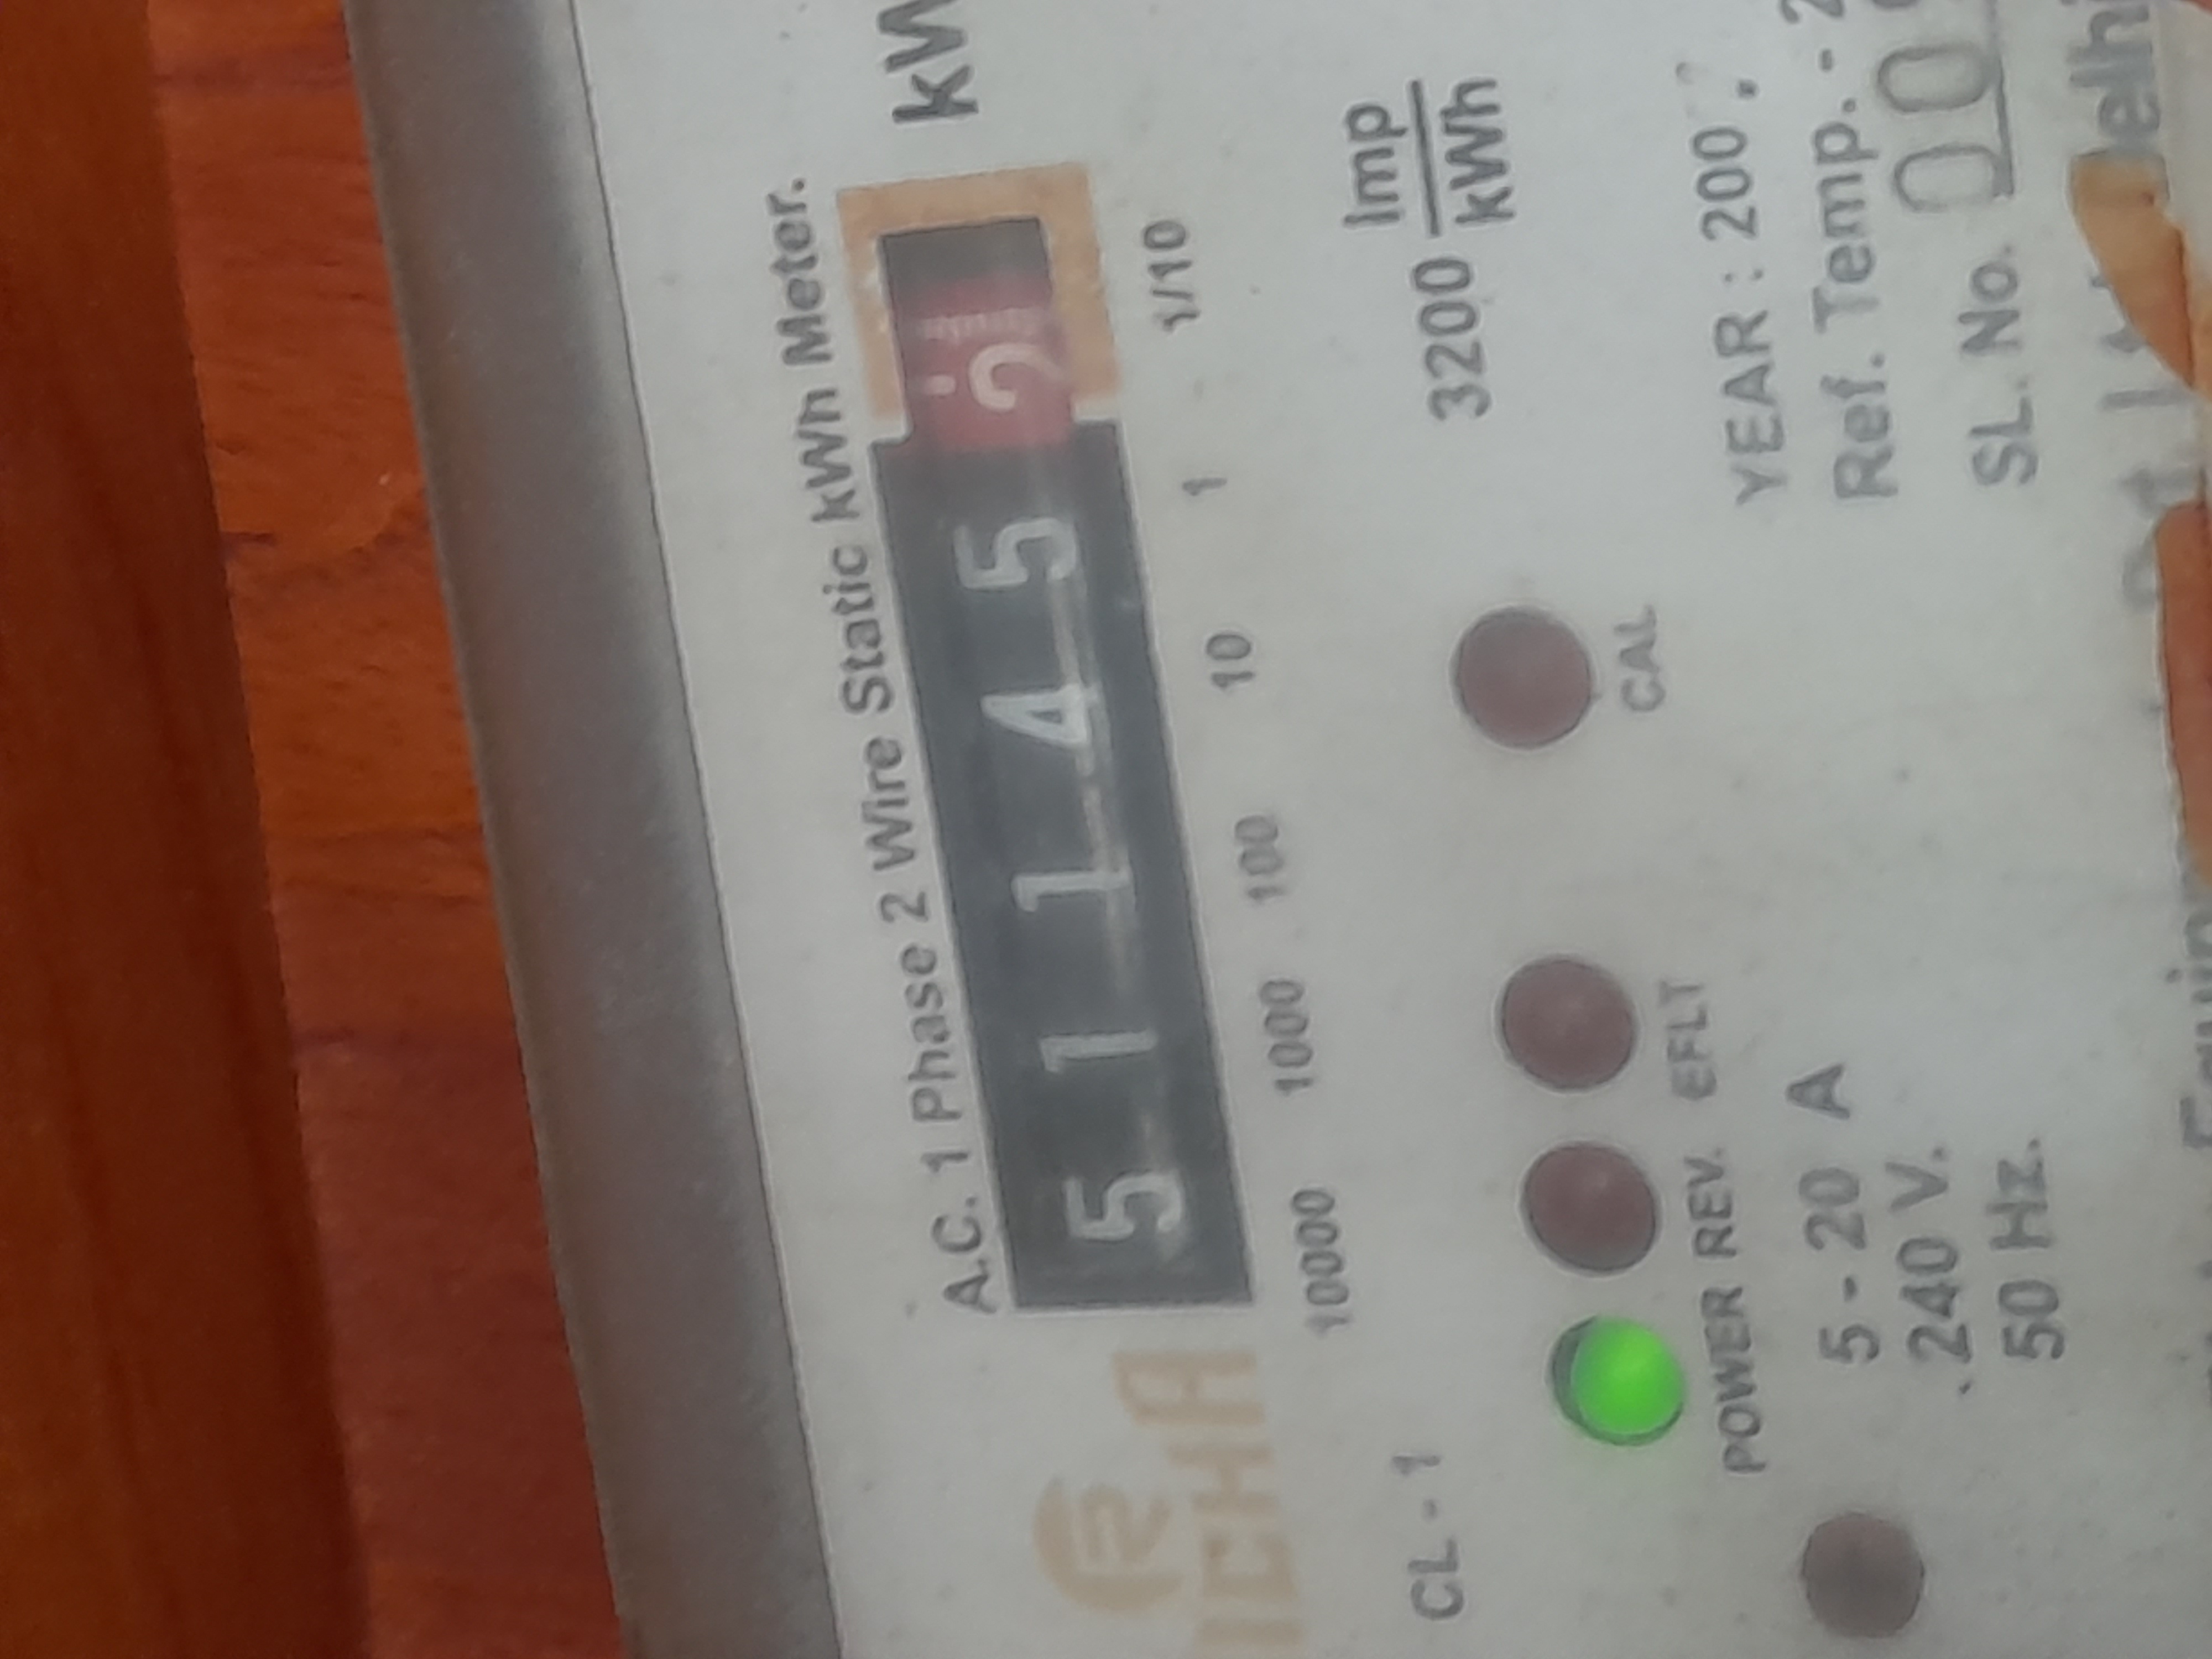 A.C. 1 Phase 2 Wire Static kWh Meter.
5 1 1 4 5 2
10000 1000 100 10 1 1/10
CL - 1
3200 Imp
kWh
POWER REV. EFLT CAL
5 - 20 A
240 V.
50 Hz.
YEAR : 200
Ref. Temp. -
SL. No.